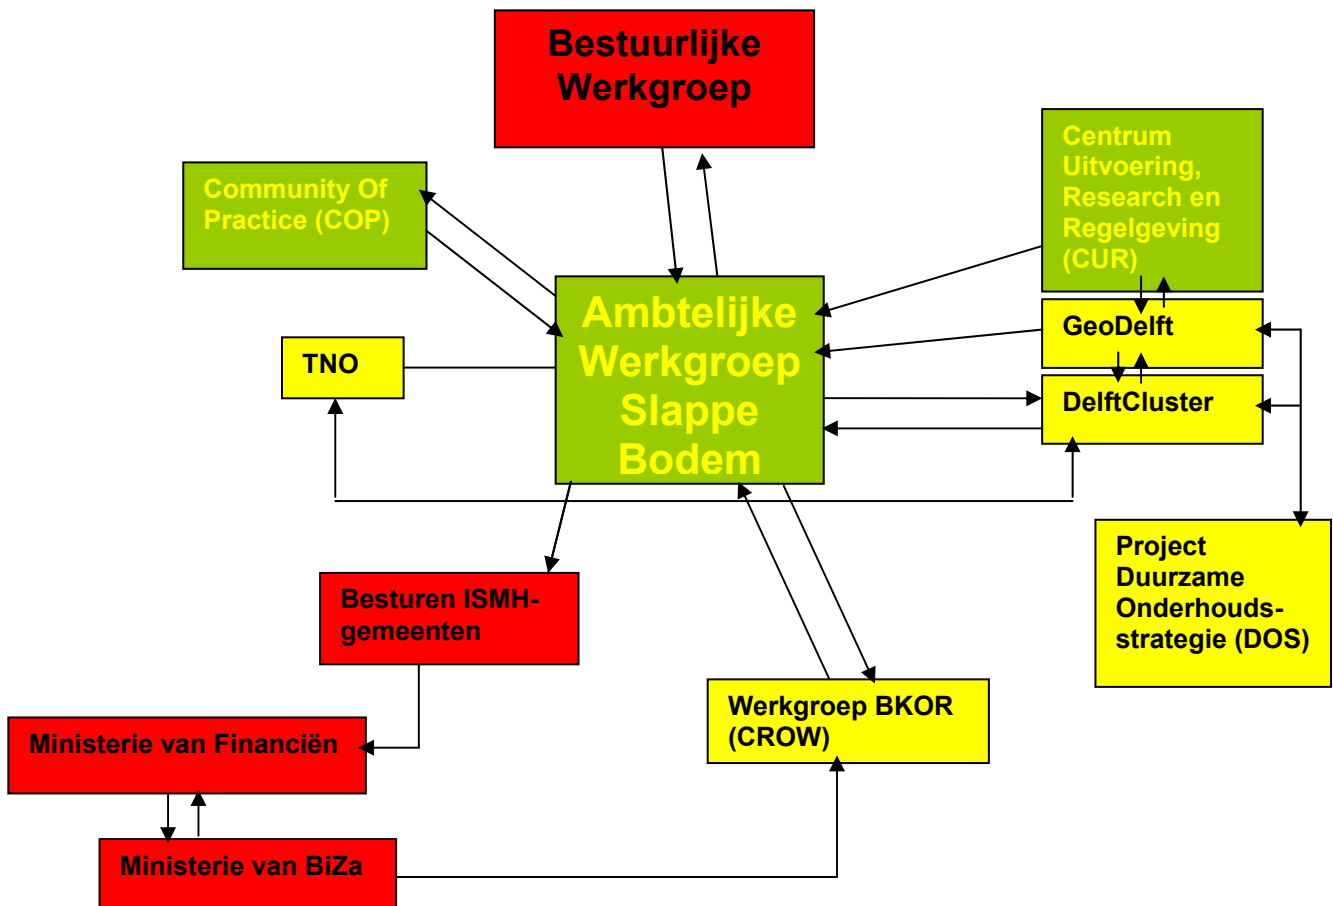 Bestuurlijke
Werkgroep
Community Of
Practice (COP)
Centrum
Uitvoering,
Research en
Regelgeving
(CUR)
Ambtelijke
Werkgroep
Slappe
Bodem
GeoDelft
TNO
DelftCluster
Project
Duurzame
Onderhouds-
strategie (DOS)
Besturen ISMH-
gemeenten
Werkgroep BKOR
(CROW)
Ministerie van Financiën
Ministerie van BiZa